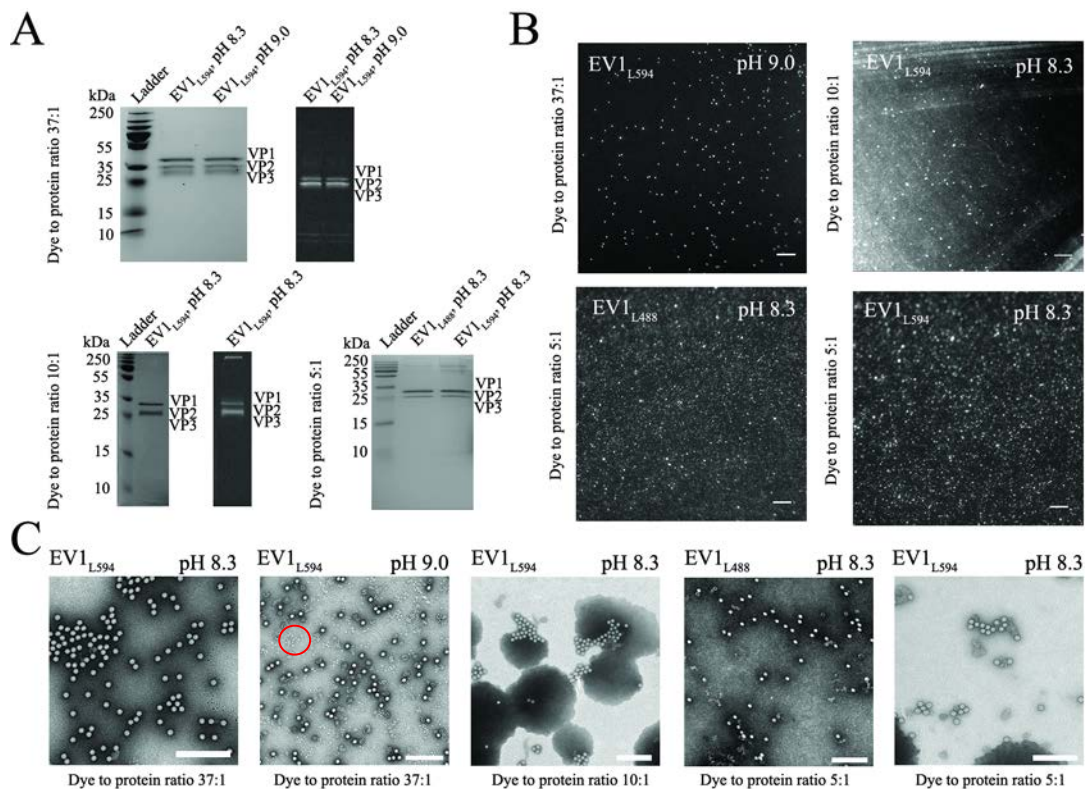 A
kDa
Ladder
EV1L594, pH 8.3
EV1L594, pH 9.0
250
55
35
25
15
10
VP1
VP2
VP3
Dye to protein ratio 37:1
EV1L594, pH 8.3
EV1L594, pH 9.0
VP1
VP2
VP3
kDa
Ladder
EV1L594, pH 8.3
250
55
35
25
15
10
VP1
VP2
VP3
Dye to protein ratio 10:1
EV1L594, pH 8.3
VP1
VP2
VP3
kDa
Ladder
EV1L488, pH 8.3
EV1L594, pH 8.3
250
55
35
25
15
10
VP1
VP2
VP3
Dye to protein ratio 5:1
B
EV1L594 pH 9.0
Dye to protein ratio 37:1
EV1L594 pH 8.3
Dye to protein ratio 10:1
EV1L488 pH 8.3
Dye to protein ratio 5:1
EV1L594 pH 8.3
Dye to protein ratio 5:1
C
EV1L594 pH 8.3
Dye to protein ratio 37:1
EV1L594 pH 9.0
Dye to protein ratio 37:1
EV1L594 pH 8.3
Dye to protein ratio 10:1
EV1L488 pH 8.3
Dye to protein ratio 5:1
EV1L594 pH 8.3
Dye to protein ratio 5:1